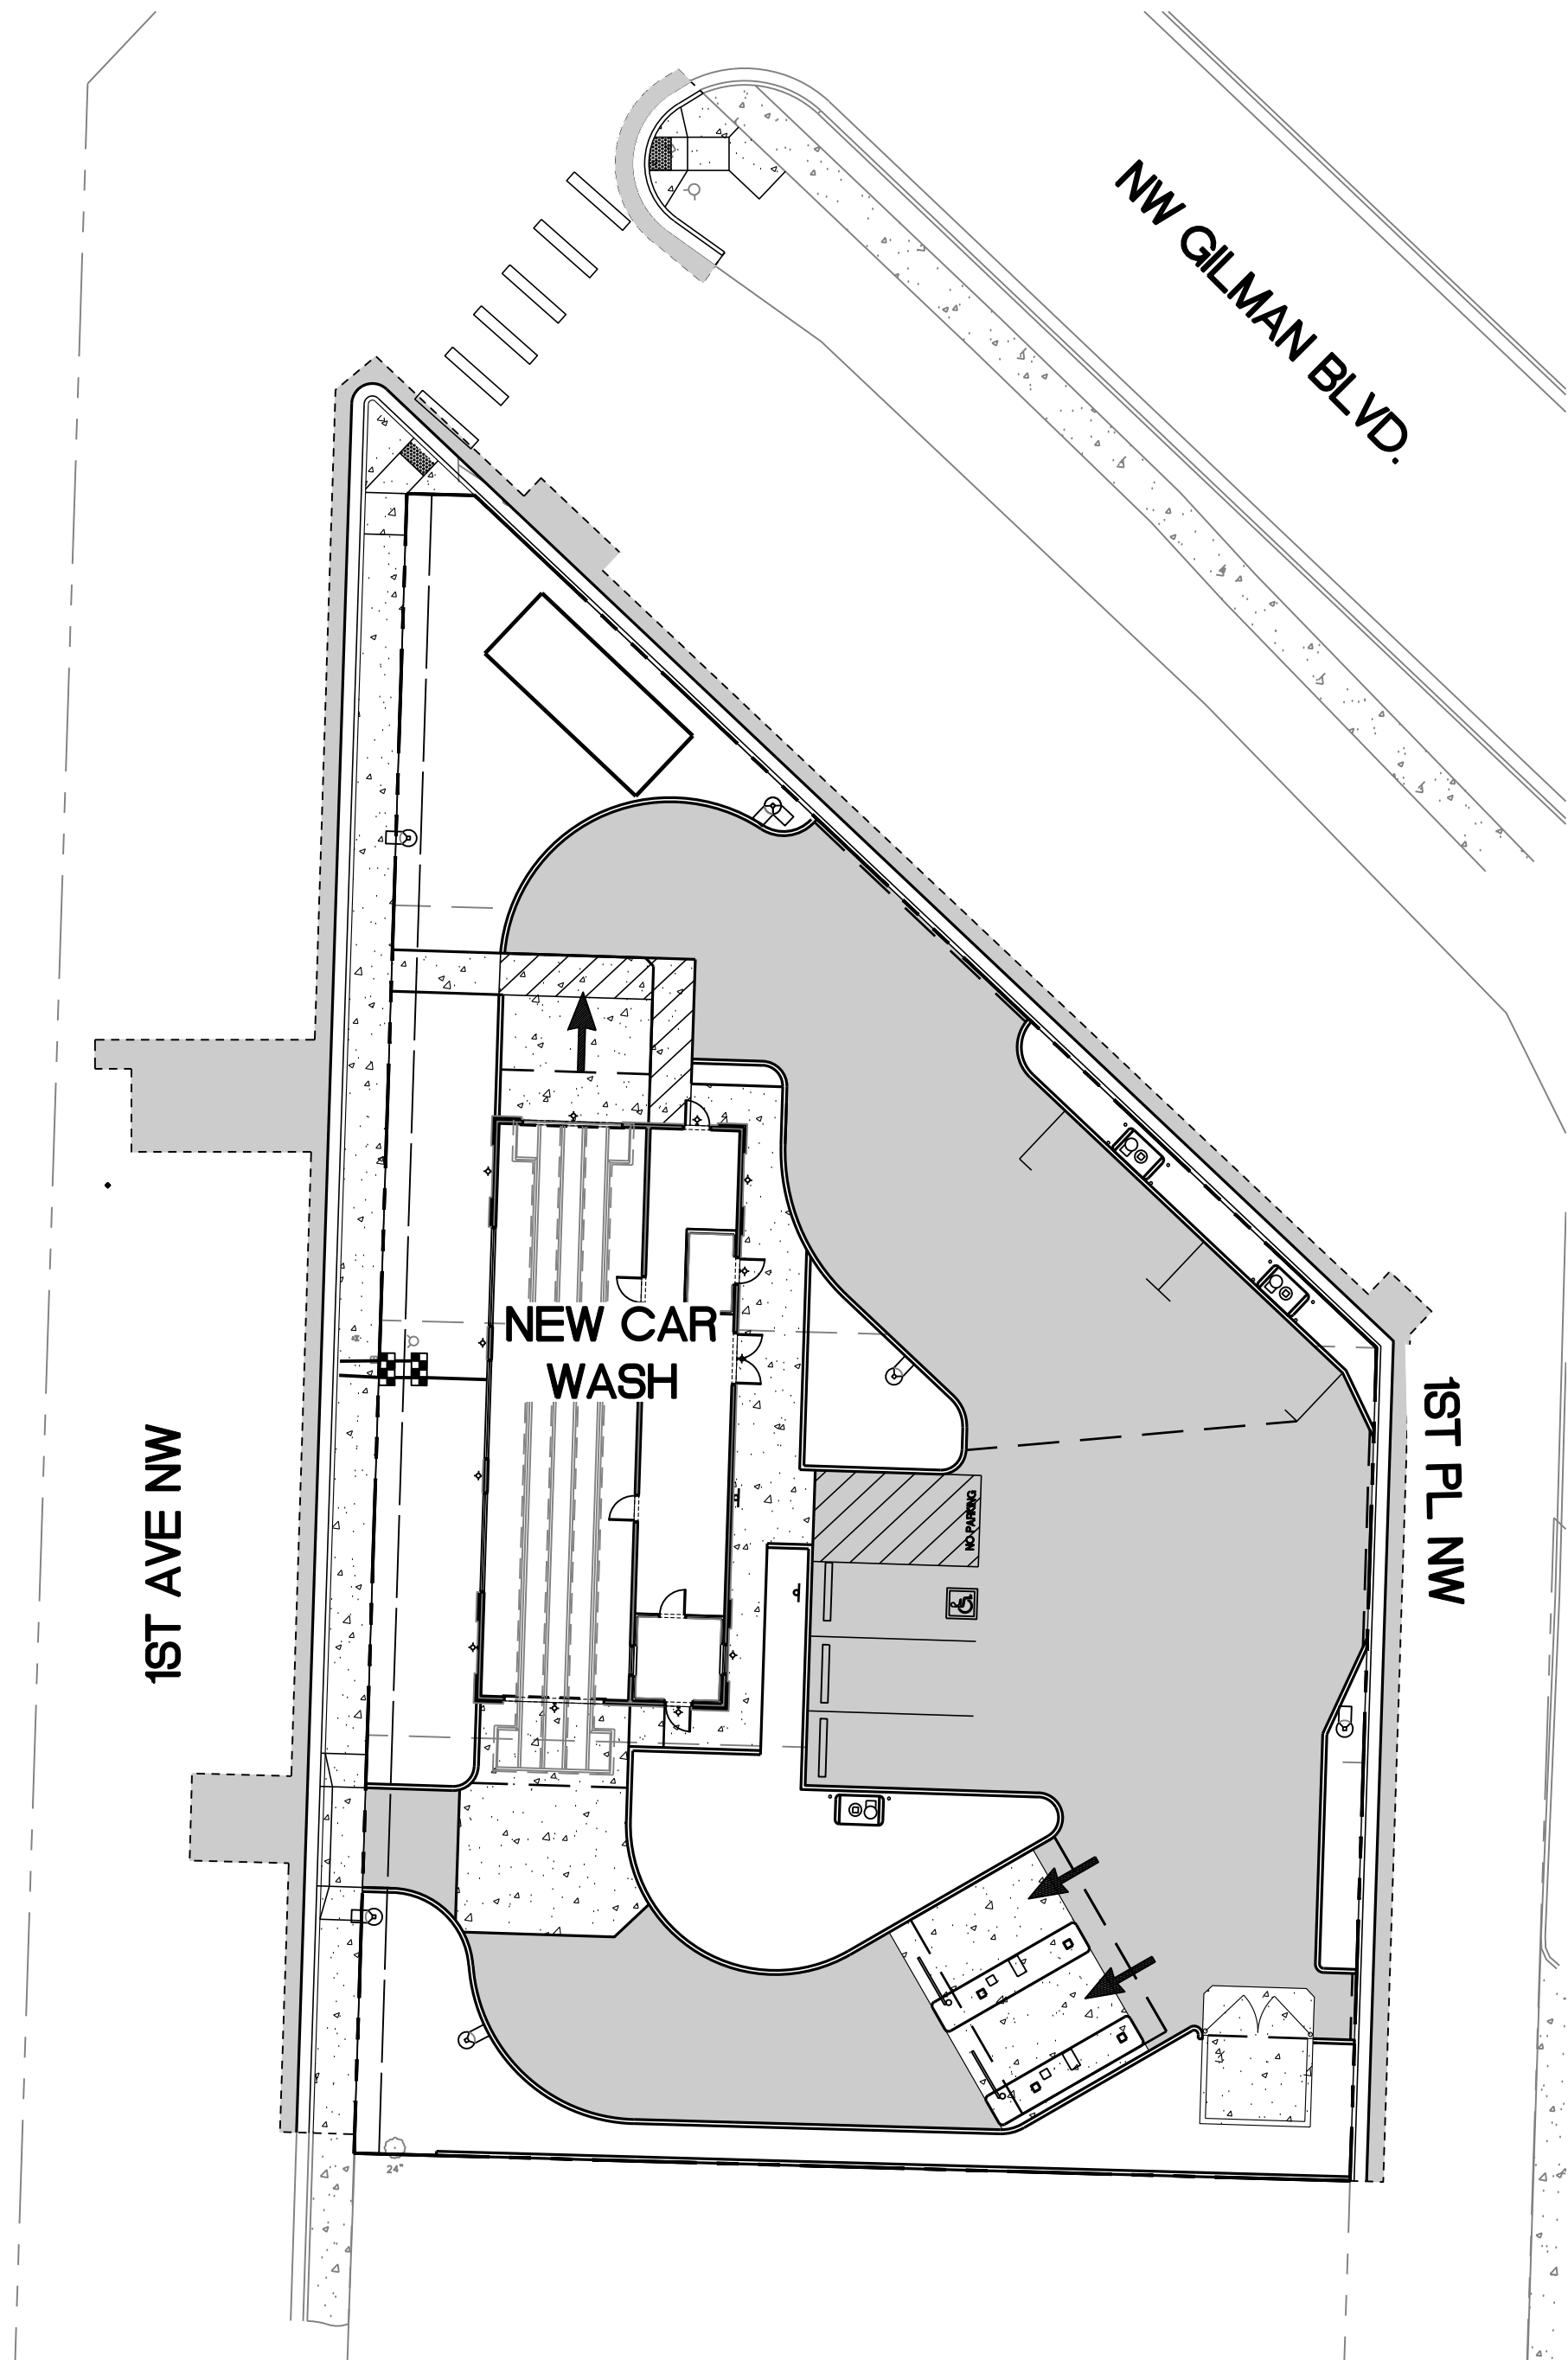 NW GILMAN BLVD.
NEW CAR
WASH
1ST AVE NW
1ST PL NW
NO PARKING
24"